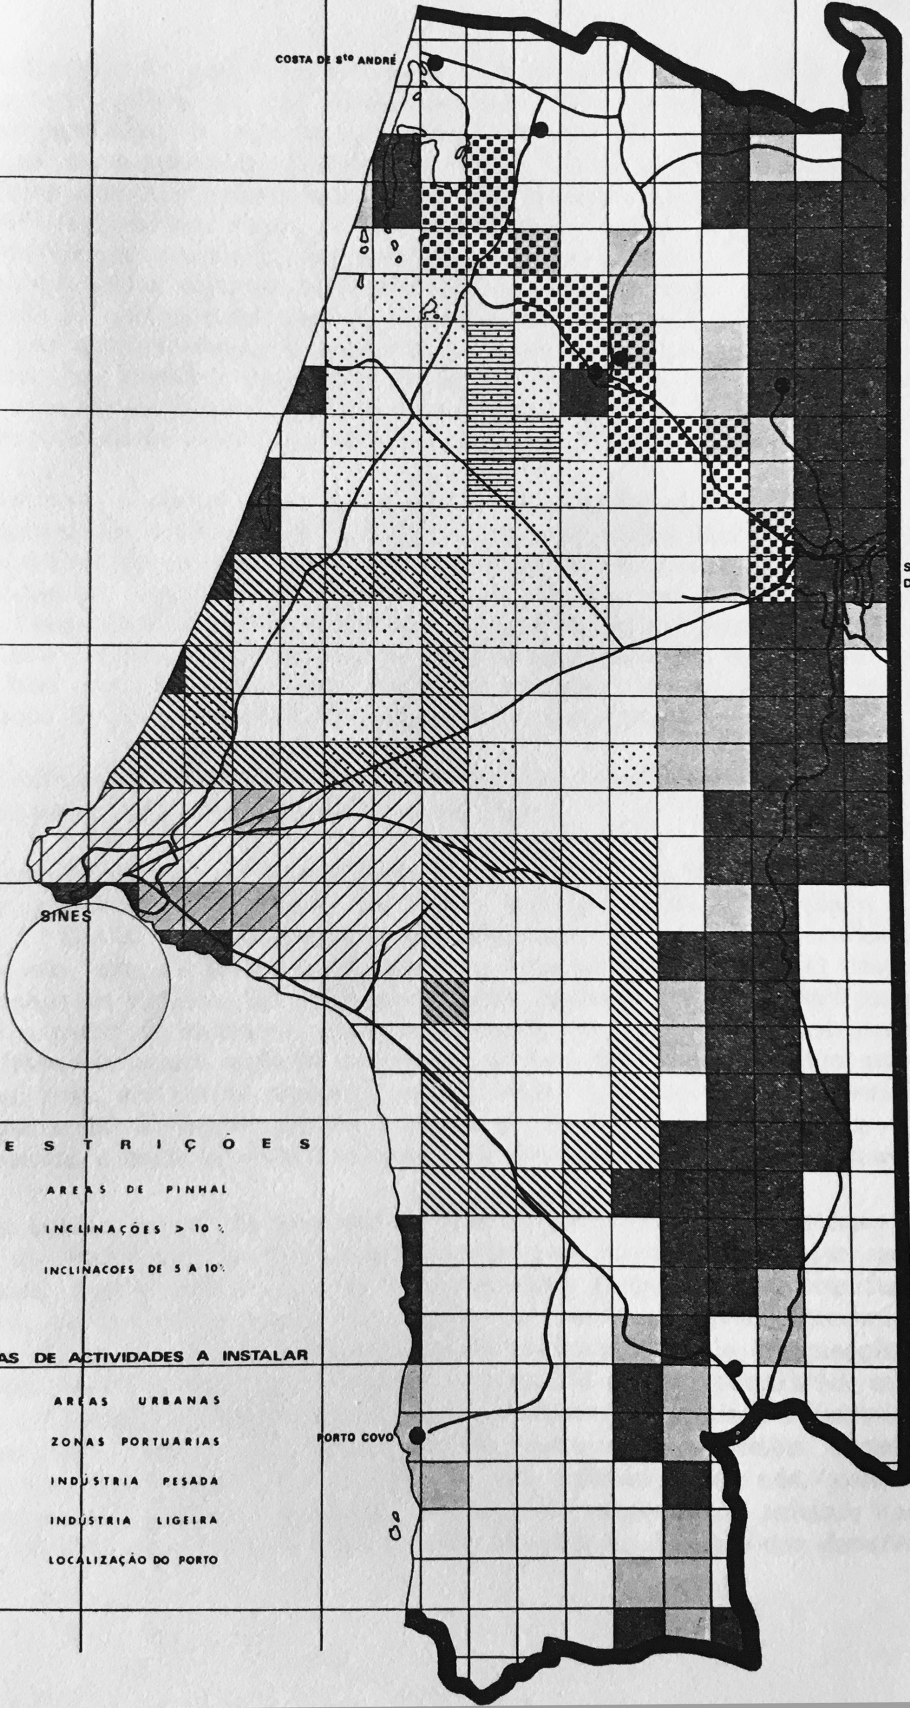 COSTA DE Sto ANDRÉ
S
D
SINES
ESTRIÇÕES
AREAS DE PINHAL
INCLINAÇÕES > 10%
INCLINACOES DE 5 A 10%
AS DE ACTIVIDADES A INSTALAR
AREAS URBANAS
ZONAS PORTUARIAS
PORTO COVO
INDÚSTRIA PESADA
INDÚSTRIA LIGEIRA
LOCALIZAÇÃO DO PORTO